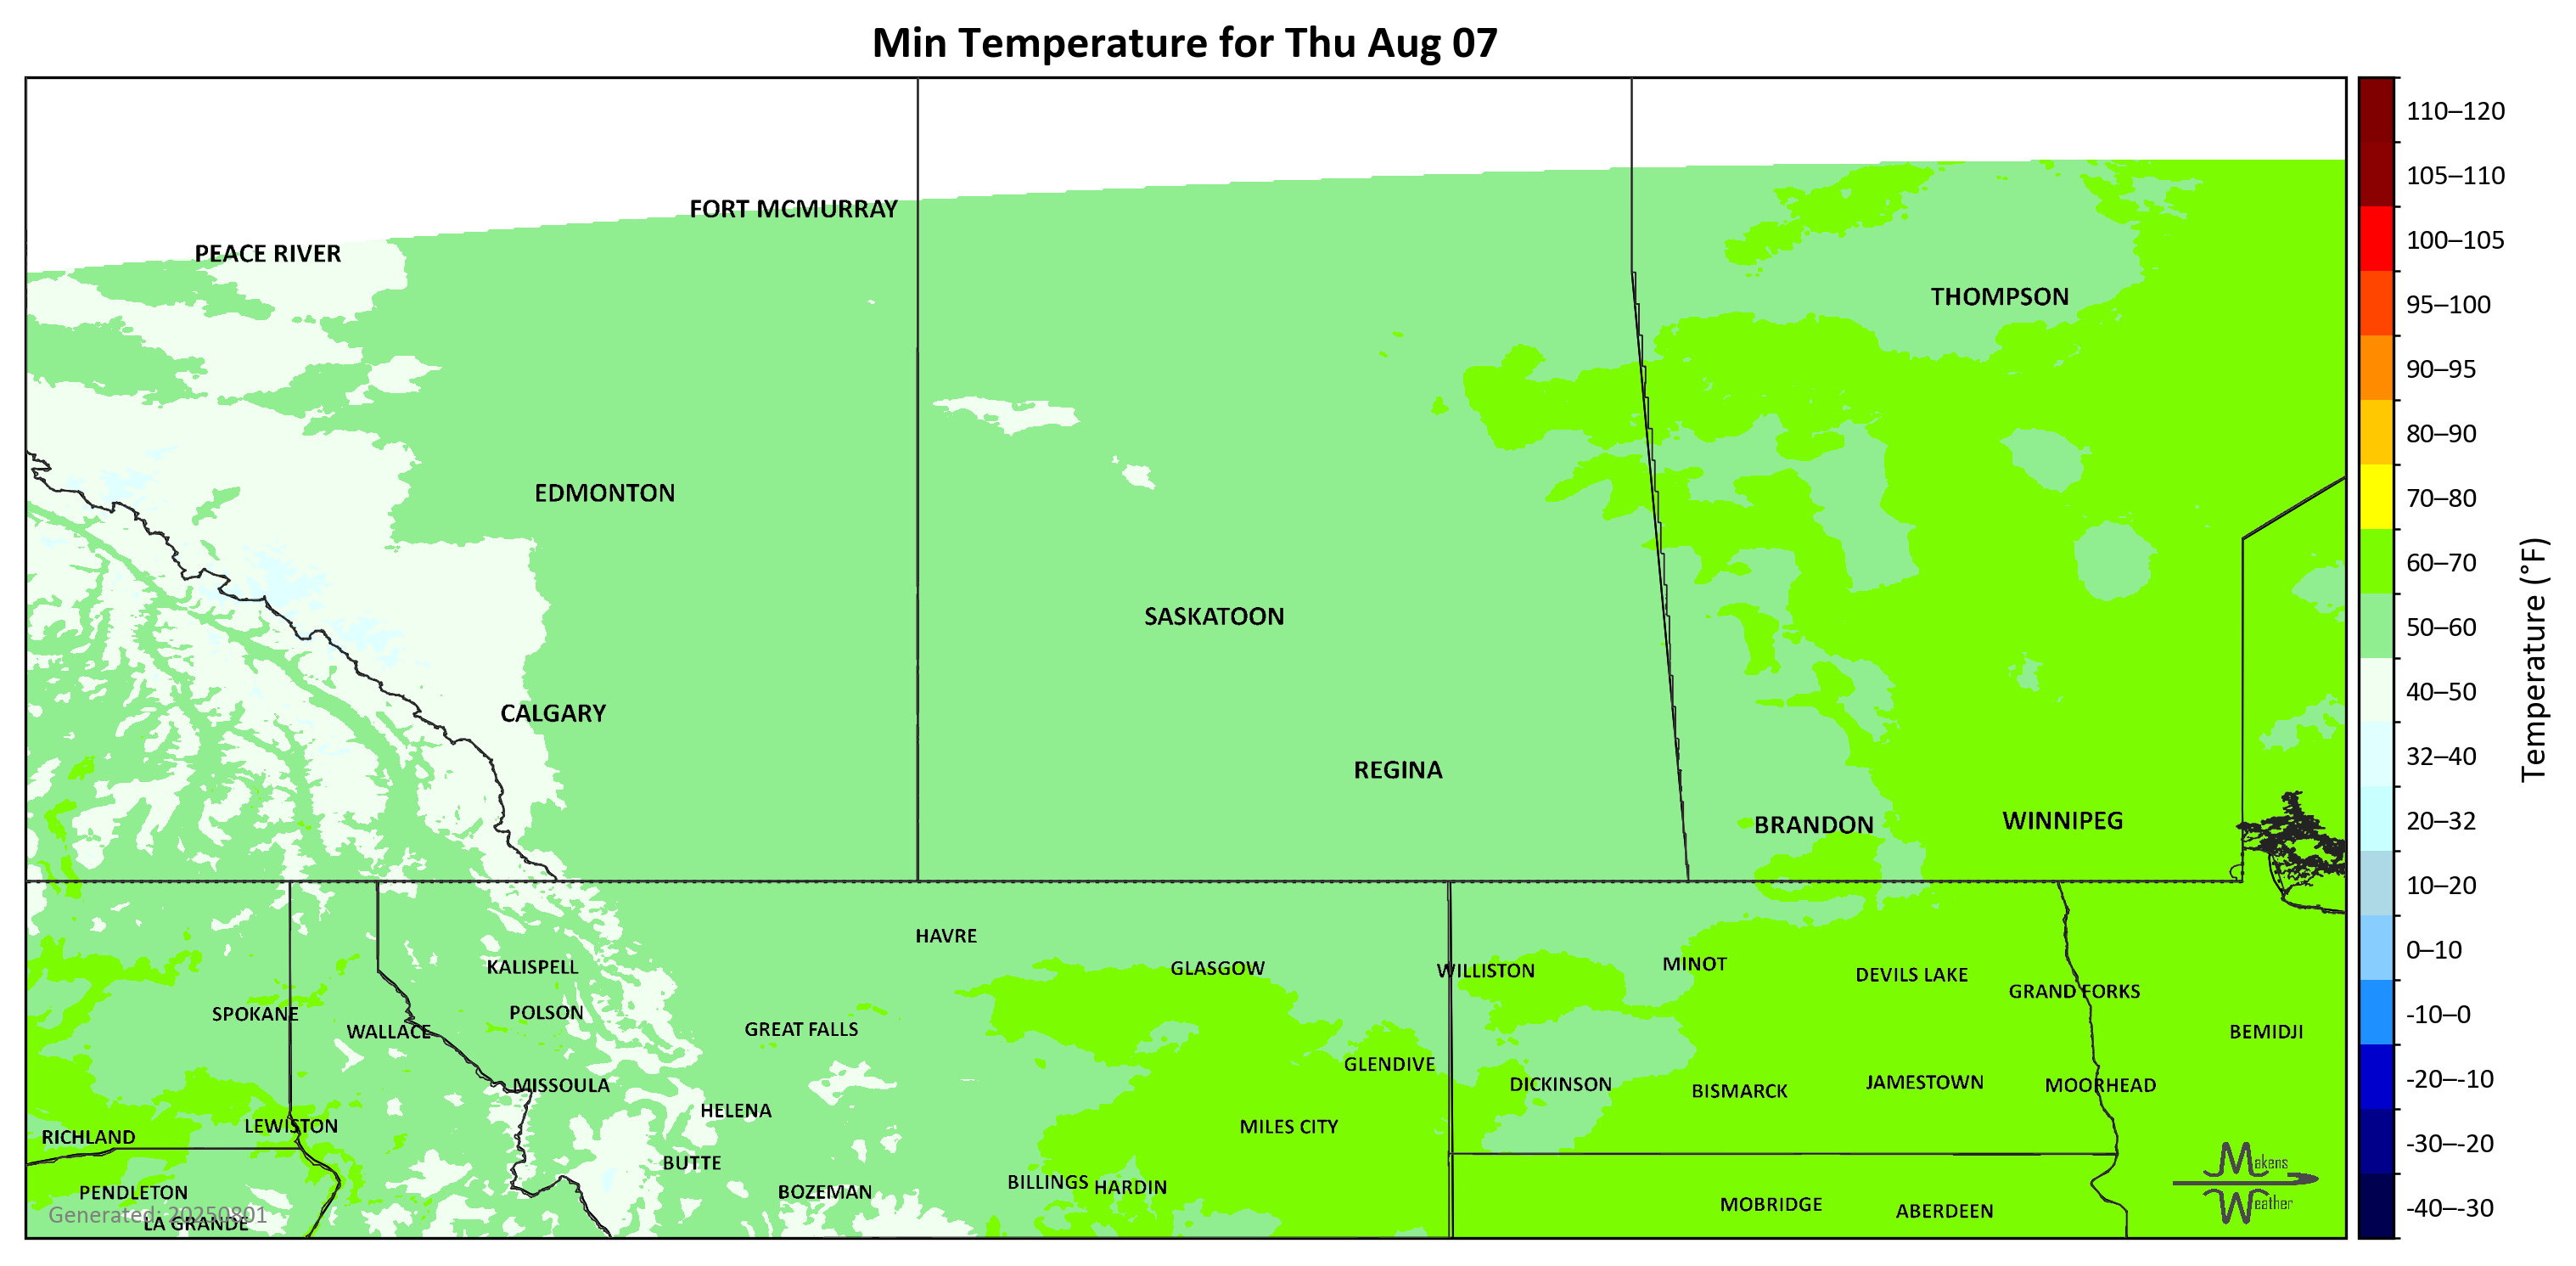 Min Temperature for Thu Aug 07
FORT MCMURRAY
PEACE RIVER
THOMPSON
EDMONTON
SASKATOON
CALGARY
REGINA
BRANDON
WINNIPEG
HAVRE
KALISPELL
GLASGOW
WILLISTON
MINOT
DEVILS LAKE
GRAND FORKS
SPOKANE
POLSON
WALLACE
GREAT FALLS
BEMIDJI
GLENDIVE
MISSOULA
DICKINSON
BISMARCK
JAMESTOWN
MOORHEAD
HELENA
LEWISTON
MILES CITY
RICHLAND
BUTTE
BILLINGS
HARDIN
PENDLETON
BOZEMAN
MOBRIDGE
ABERDEEN
Generated: 20250801
LA GRANDE
Makens
Weather
110–120
105–110
100–105
95–100
90–95
80–90
70–80
60–70
50–60
40–50
32–40
20–32
10–20
0–10
-10–0
-20–-10
-30–-20
-40–-30
Temperature (°F)